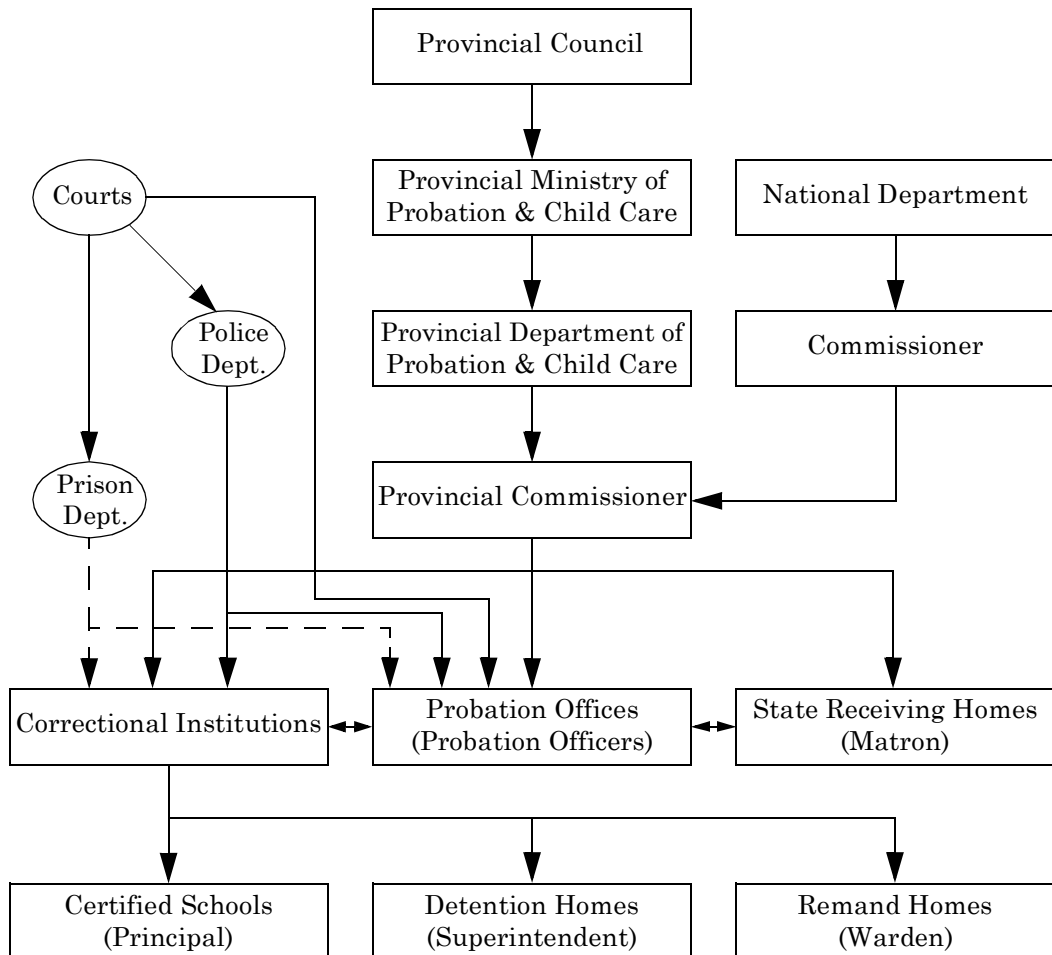 Provincial Council
Courts
Provincial Ministry of
Probation & Child Care
National Department
Police
Dept.
Provincial Department of
Probation & Child Care
Commissioner
Prison
Dept.
Provincial Commissioner
Correctional Institutions
Probation Offices
(Probation Officers)
State Receiving Homes
(Matron)
Certified Schools
(Principal)
Detention Homes
(Superintendent)
Remand Homes
(Warden)